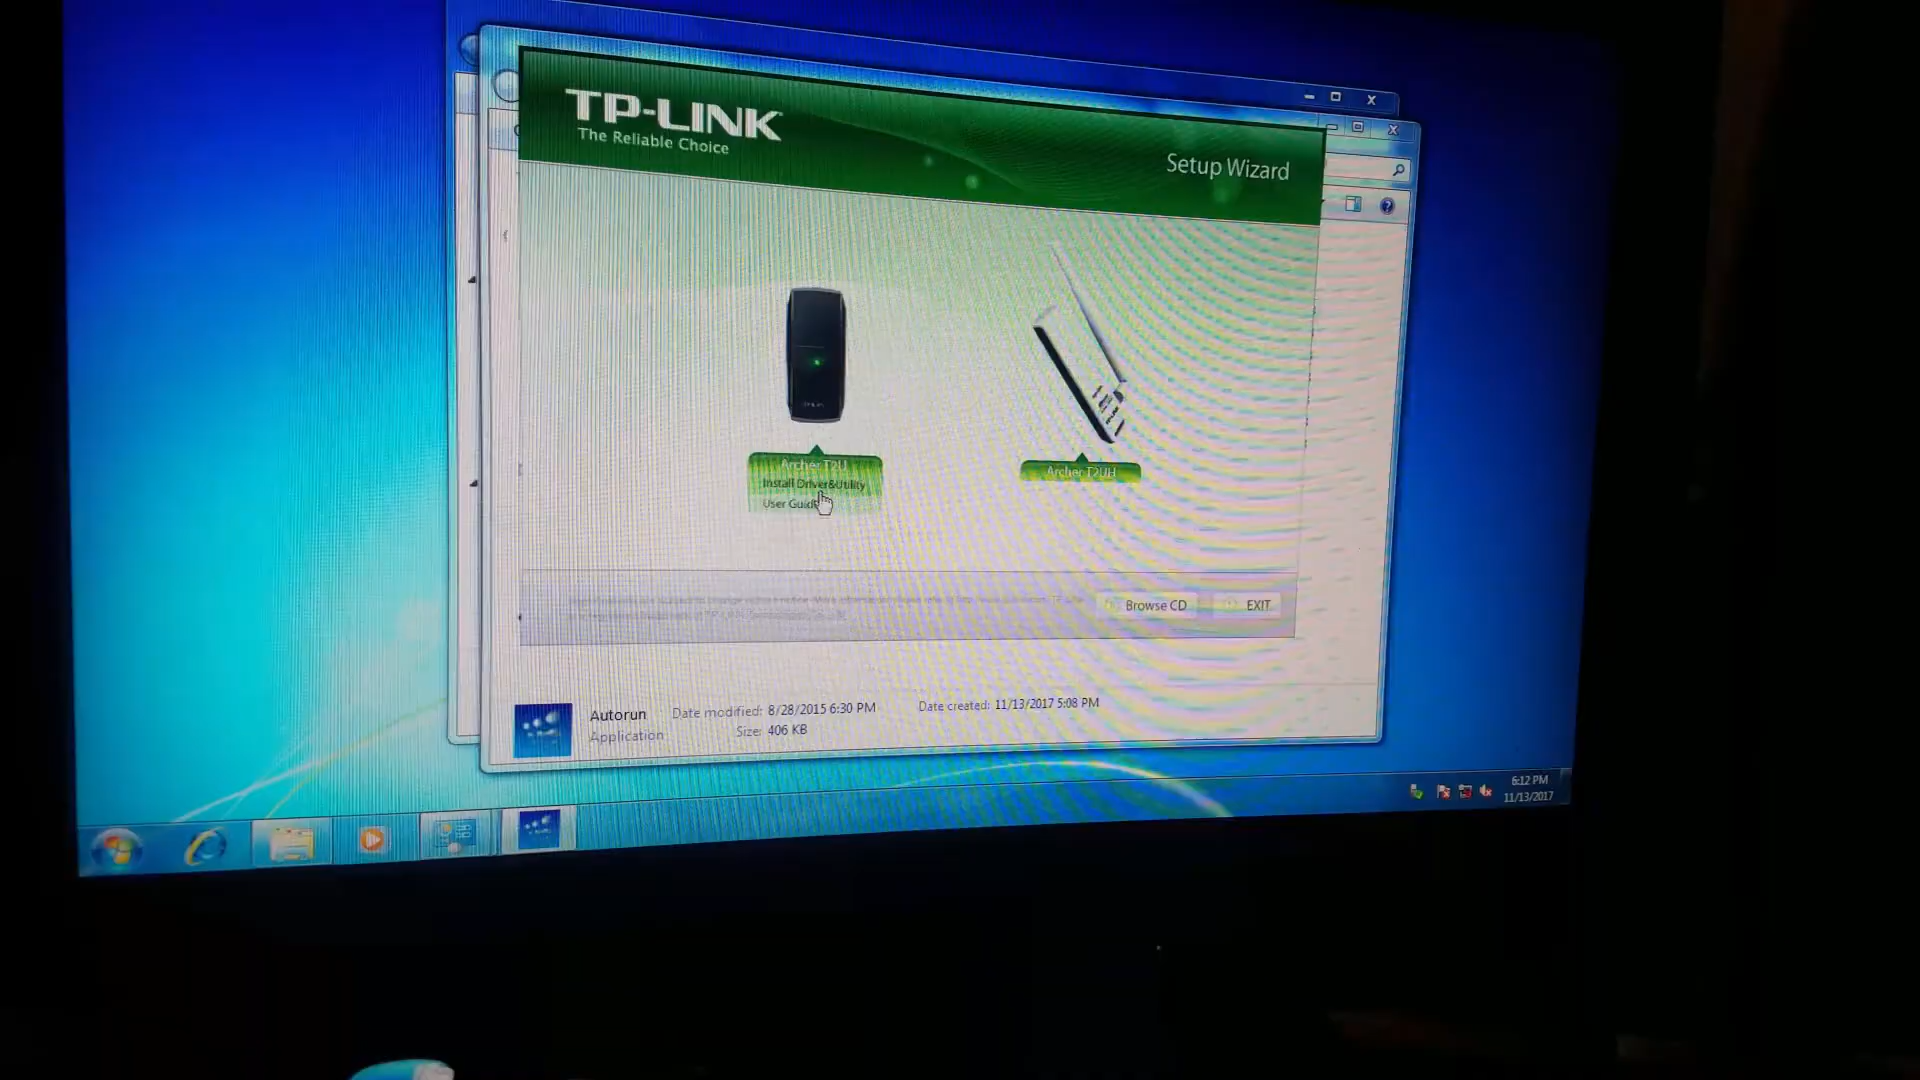 TP-LINK
The Reliable Choice
Setup Wizard
Archer T2U
Install Driver&Utility
User Guide
Archer T2UH
Browse CD
EXIT
Autorun
Application
Date modified: 8/28/2015 6:30 PM
Size: 406 KB
Date created: 11/13/2017 5:08 PM
6:12 PM
11/13/2017